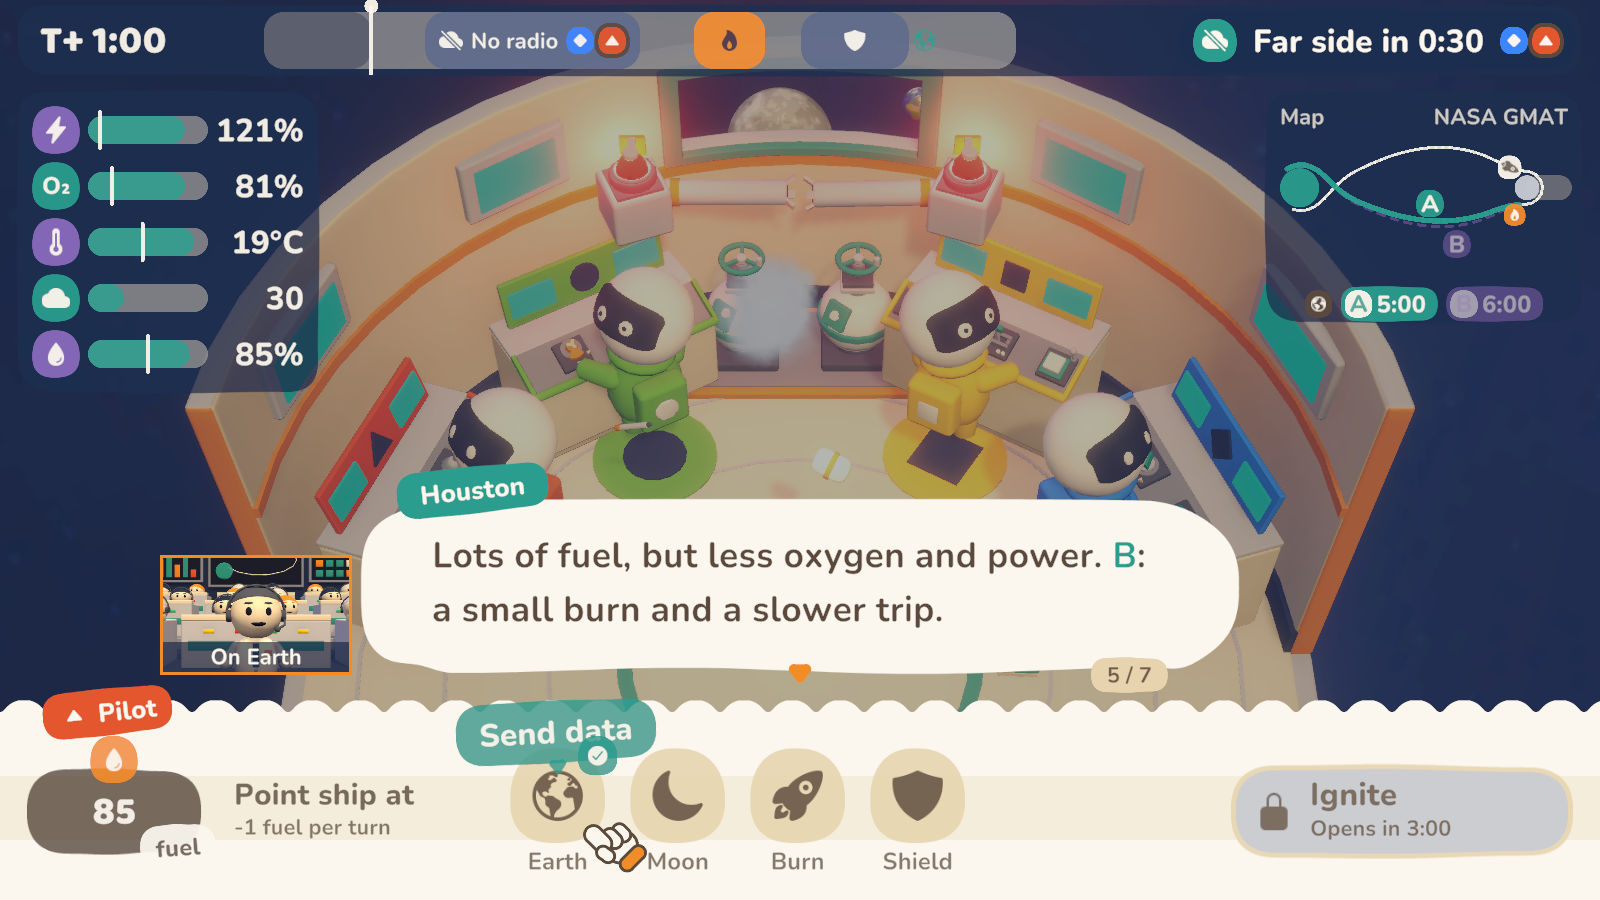 T+ 1:00
No radio
Far side in 0:30
121%
O₂
81%
19°C
30
85%
Map
NASA GMAT
A
B
A 5:00
B 6:00
Houston
Lots of fuel, but less oxygen and power. B:
a small burn and a slower trip.
5 / 7
On Earth
Pilot
85
fuel
Point ship at
-1 fuel per turn
Send data
Earth
Moon
Burn
Shield
Ignite
Opens in 3:00